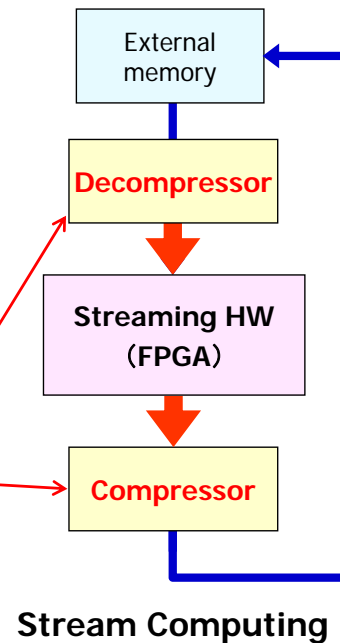 External
memory
Decompressor
Streaming HW
（FPGA）
Compressor
Stream Computing